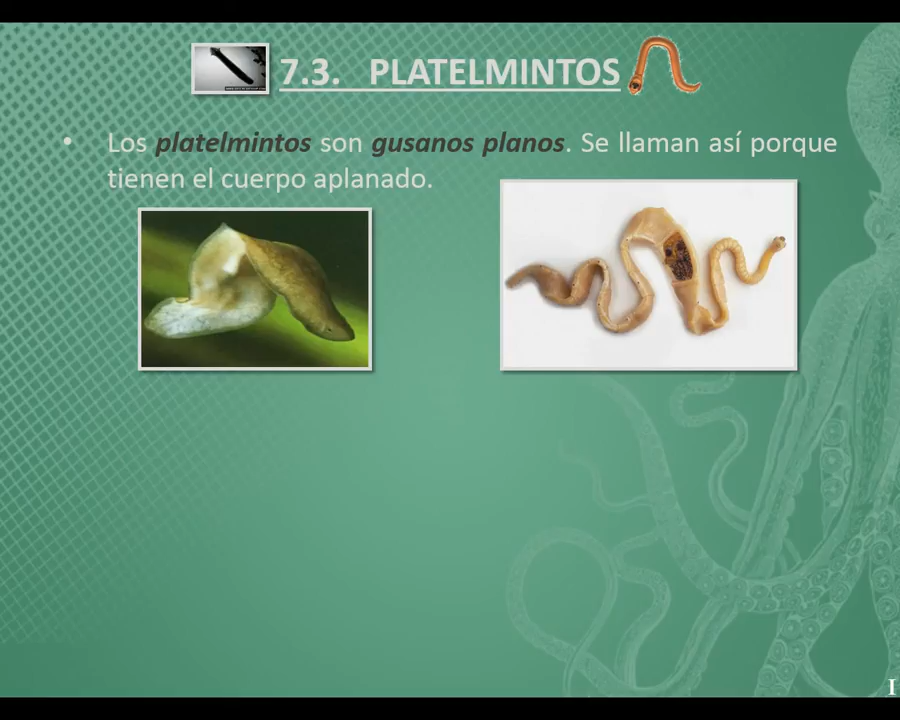 7.3. PLATELMINTOS
• Los platelmintos son gusanos planos. Se llaman así porque
tienen el cuerpo aplanado.
I